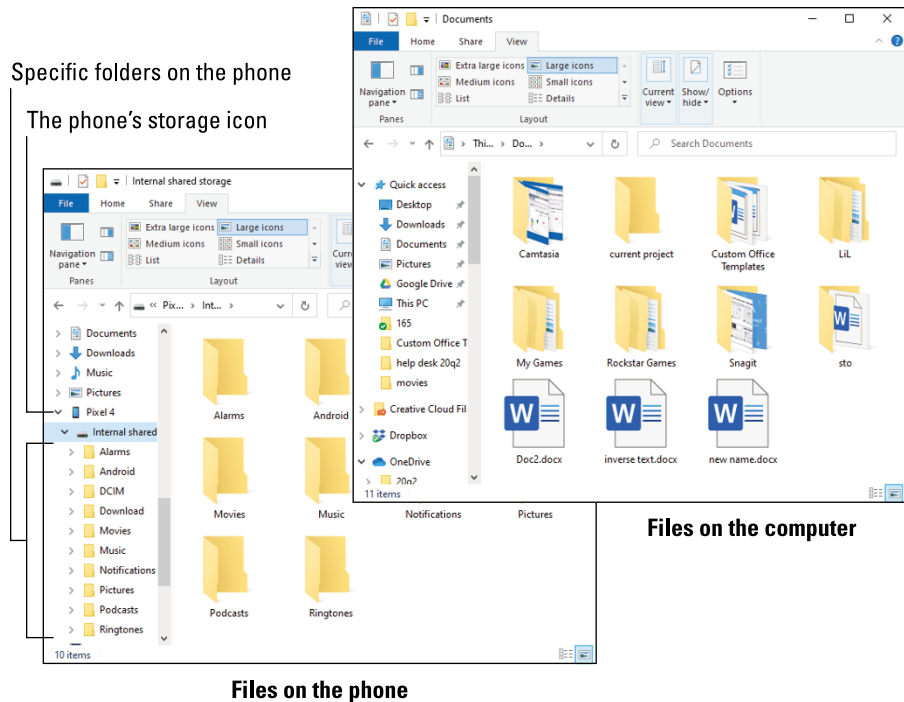 Specific folders on the phone
The phone's storage icon
Documents
File Home Share View
Navigation pane
Extra large icons Large icons
Medium icons Small icons
List Details
Current view
Show/ hide
Options
Panes Layout
Thi... Do...
Search Documents
Quick access
Desktop
Downloads
Documents
Pictures
Google Drive
This PC
165
Custom Office T
help desk 20q2
movies
Creative Cloud Fil
Dropbox
OneDrive
20q2
11 items
Camtasia
current project
Custom Office Templates
LiL
My Games
Rockstar Games
Snagit
sto
Doc2.docx
inverse text.docx
new name.docx
Files on the computer
Internal shared storage
File Home Share View
Navigation pane
Extra large icons Large icons
Medium icons Small icons
List Details
Curr
view
Panes Layout
Pix... Int...
Documents
Downloads
Music
Pictures
Pixel 4
Internal shared
Alarms
Android
DCIM
Download
Movies
Music
Notifications
Pictures
Podcasts
Ringtones
10 items
Alarms
Android
Movies
Music
Notifications
Pictures
Podcasts
Ringtones
Files on the phone